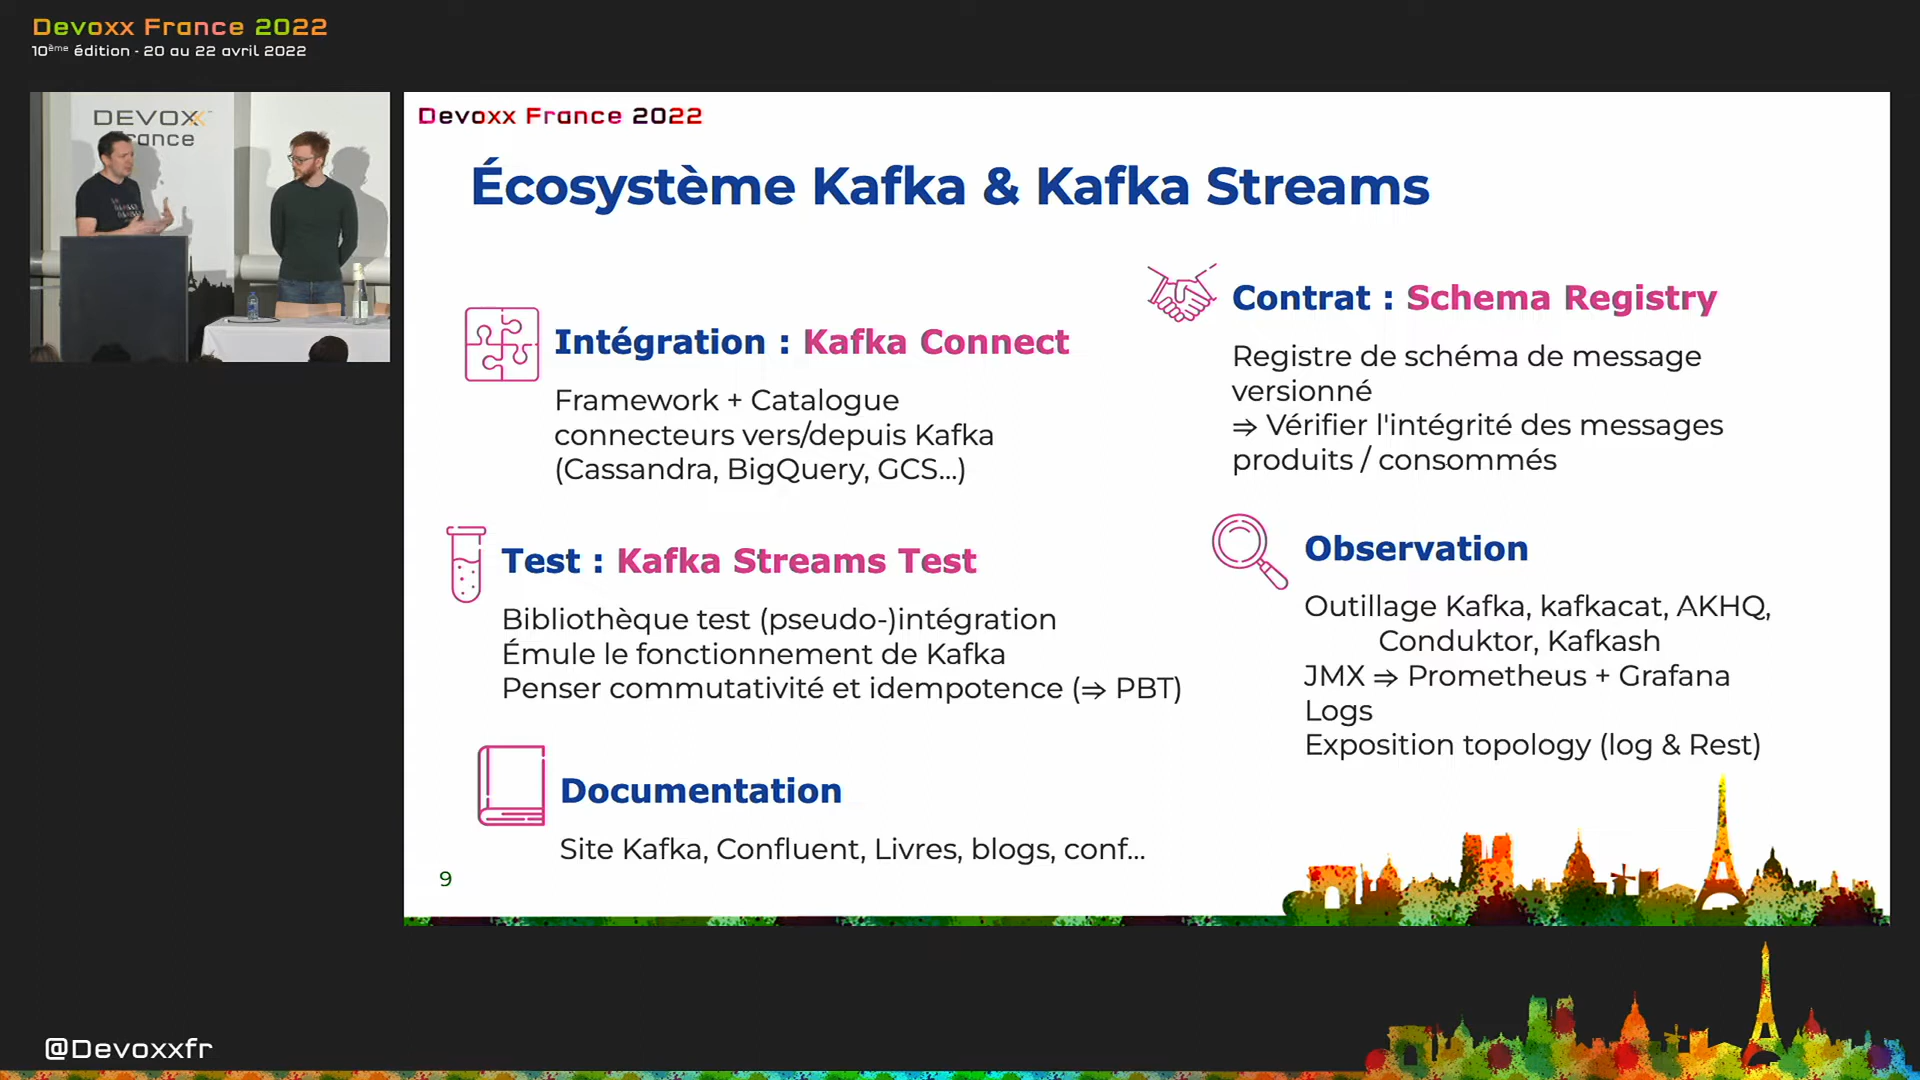 Devoxx France 2022
10ème édition - 20 au 22 avril 2022
DEVOXX
France
Devoxx France 2022
Écosystème Kafka & Kafka Streams
Intégration : Kafka Connect
Framework + Catalogue
connecteurs vers/depuis Kafka
(Cassandra, BigQuery, GCS...)
Contrat : Schema Registry
Registre de schéma de message
versionné
⇒ Vérifier l'intégrité des messages
produits / consommés
Test : Kafka Streams Test
Bibliothèque test (pseudo-)intégration
Émule le fonctionnement de Kafka
Penser commutativité et idempotence (⇒ PBT)
Observation
Outillage Kafka, kafkacat, AKHQ,
Conduktor, Kafkash
JMX ⇒ Prometheus + Grafana
Logs
Exposition topology (log & Rest)
Documentation
Site Kafka, Confluent, Livres, blogs, conf...
9
@Devoxxfr